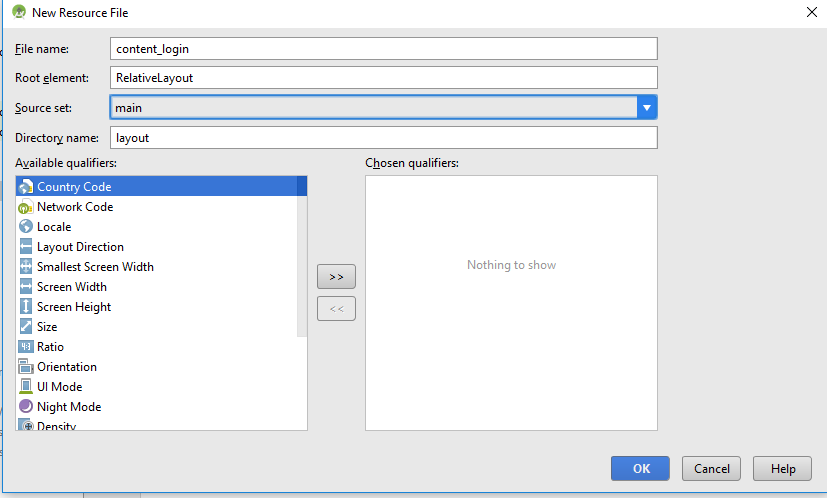 New Resource File
File name: content_login
Root element: RelativeLayout
Source set: main
Directory name: layout
Available qualifiers: Chosen qualifiers:
Country Code
Network Code
Locale
Layout Direction
Smallest Screen Width
Nothing to show
>>
Screen Width
Screen Height
<<
Size
4:3 Ratio
Orientation
UI Mode
Night Mode
Density
OK Cancel Help